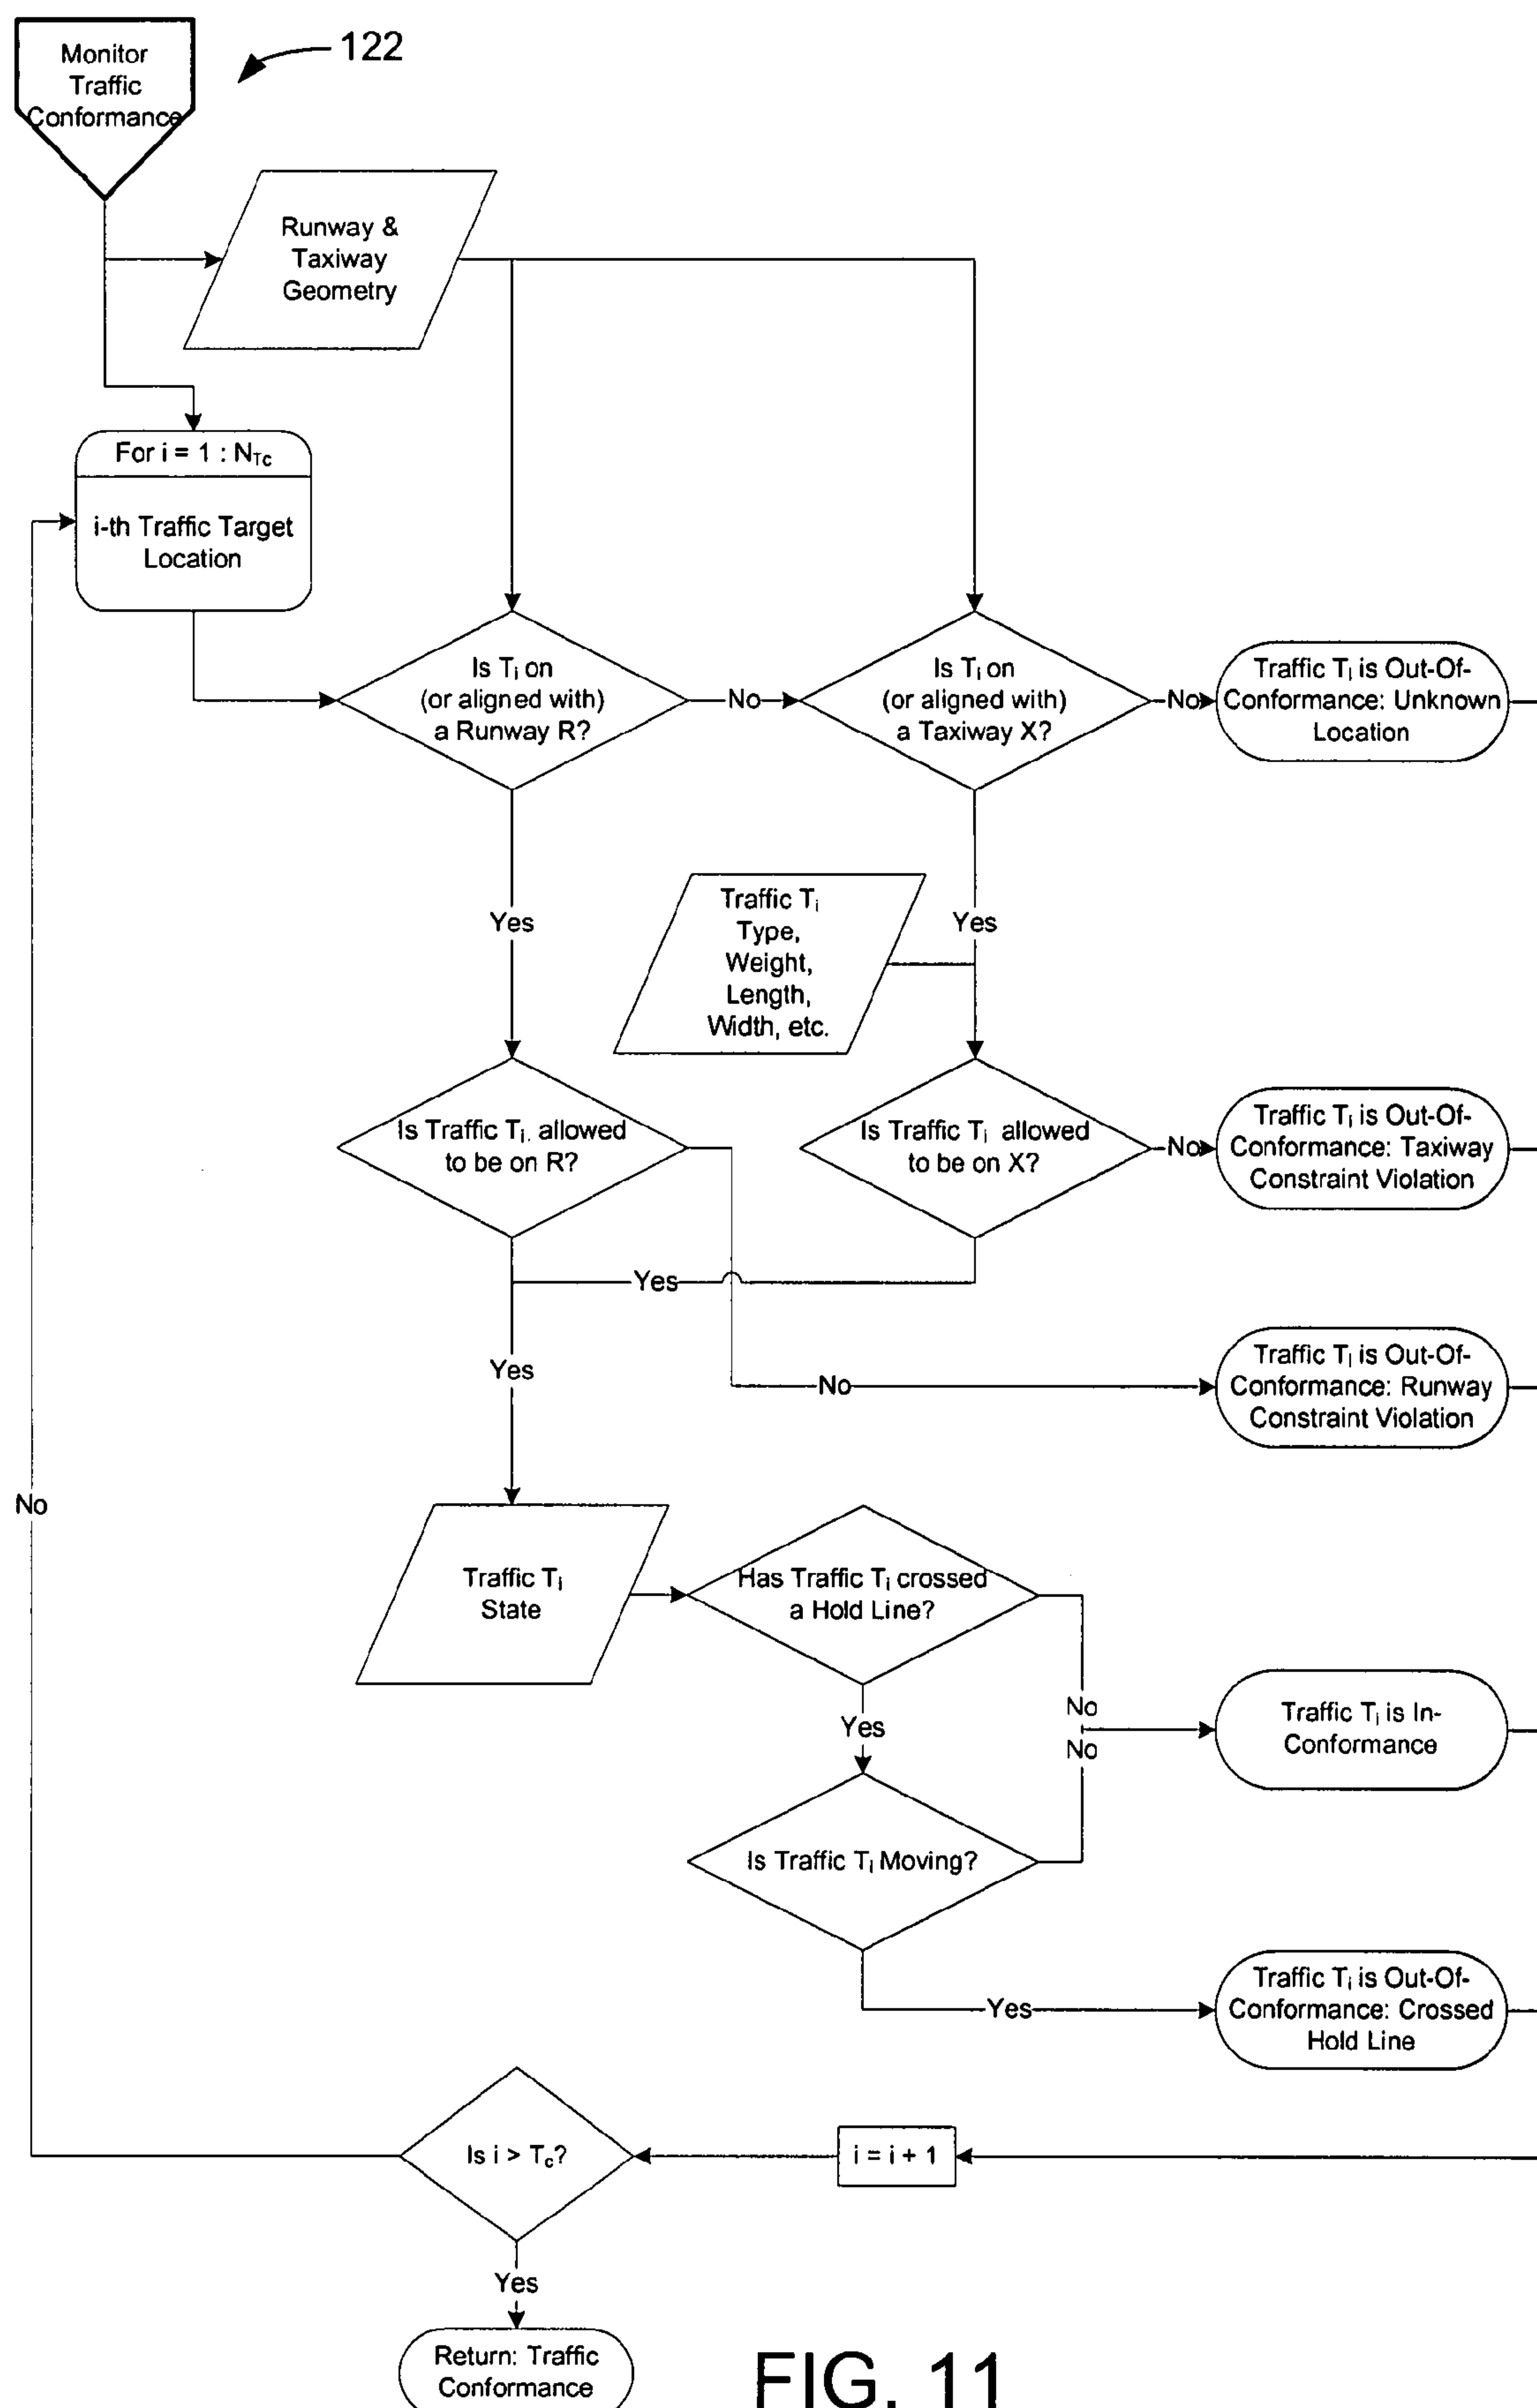 Monitor
Traffic
Conformance
122
Runway &
Taxiway
Geometry
For i = 1 : NTc
i-th Traffic Target
Location
Is Ti on
(or aligned with)
a Runway R?
No
Is Ti on
(or aligned with)
a Taxiway X?
No
Traffic Ti is Out-Of-
Conformance: Unknown
Location
Yes
Traffic Ti
Type,
Weight,
Length,
Width, etc.
Yes
Is Traffic Ti. allowed
to be on R?
Is Traffic Ti allowed
to be on X?
No
Traffic Ti is Out-Of-
Conformance: Taxiway
Constraint Violation
Yes
Yes
No
Traffic Ti is Out-Of-
Conformance: Runway
Constraint Violation
No
Traffic Ti
State
Has Traffic Ti crossed
a Hold Line?
No
Yes
No
Traffic Ti is In-
Conformance
Is Traffic Ti Moving?
Yes
Traffic Ti is Out-Of-
Conformance: Crossed
Hold Line
Is i > Tc?
i = i + 1
Yes
Return: Traffic
Conformance
FIG. 11